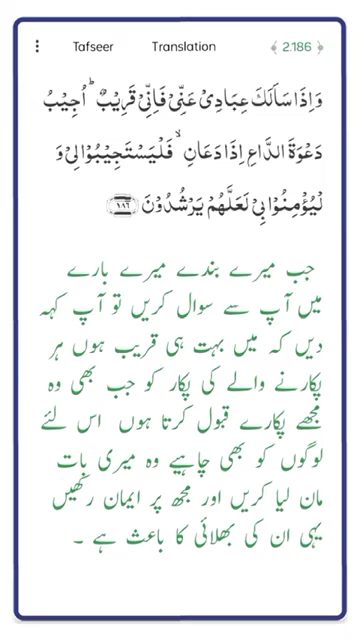 Tafseer Translation 2.186
وَاِذَا سَاَلَكَ عِبَادِیْ عَنِّیْ فَاِنِّیْ قَرِیْبٌ ؕ اُجِیْبُ
دَعْوَةَ الدَّاعِ اِذَا دَعَانِ ۙ فَلْیَسْتَجِیْبُوْا لِیْ وَ
لْیُؤْمِنُوْا بِیْ لَعَلَّهُمْ یَرْشُدُوْنَ ۱۸۶
جب میرے بندے میرے بارے
میں آپ سے سوال کریں تو آپ کہہ
دیں کہ میں بہت ہی قریب ہوں ہر
پکارنے والے کی پکار کو جب بھی وہ
مجھے پکارے قبول کرتا ہوں اس لئے
لوگوں کو بھی چاہیے وہ میری بات
مان لیا کریں اور مجھ پر ایمان رکھیں
یہی ان کی بھلائی کا باعث ہے ۔